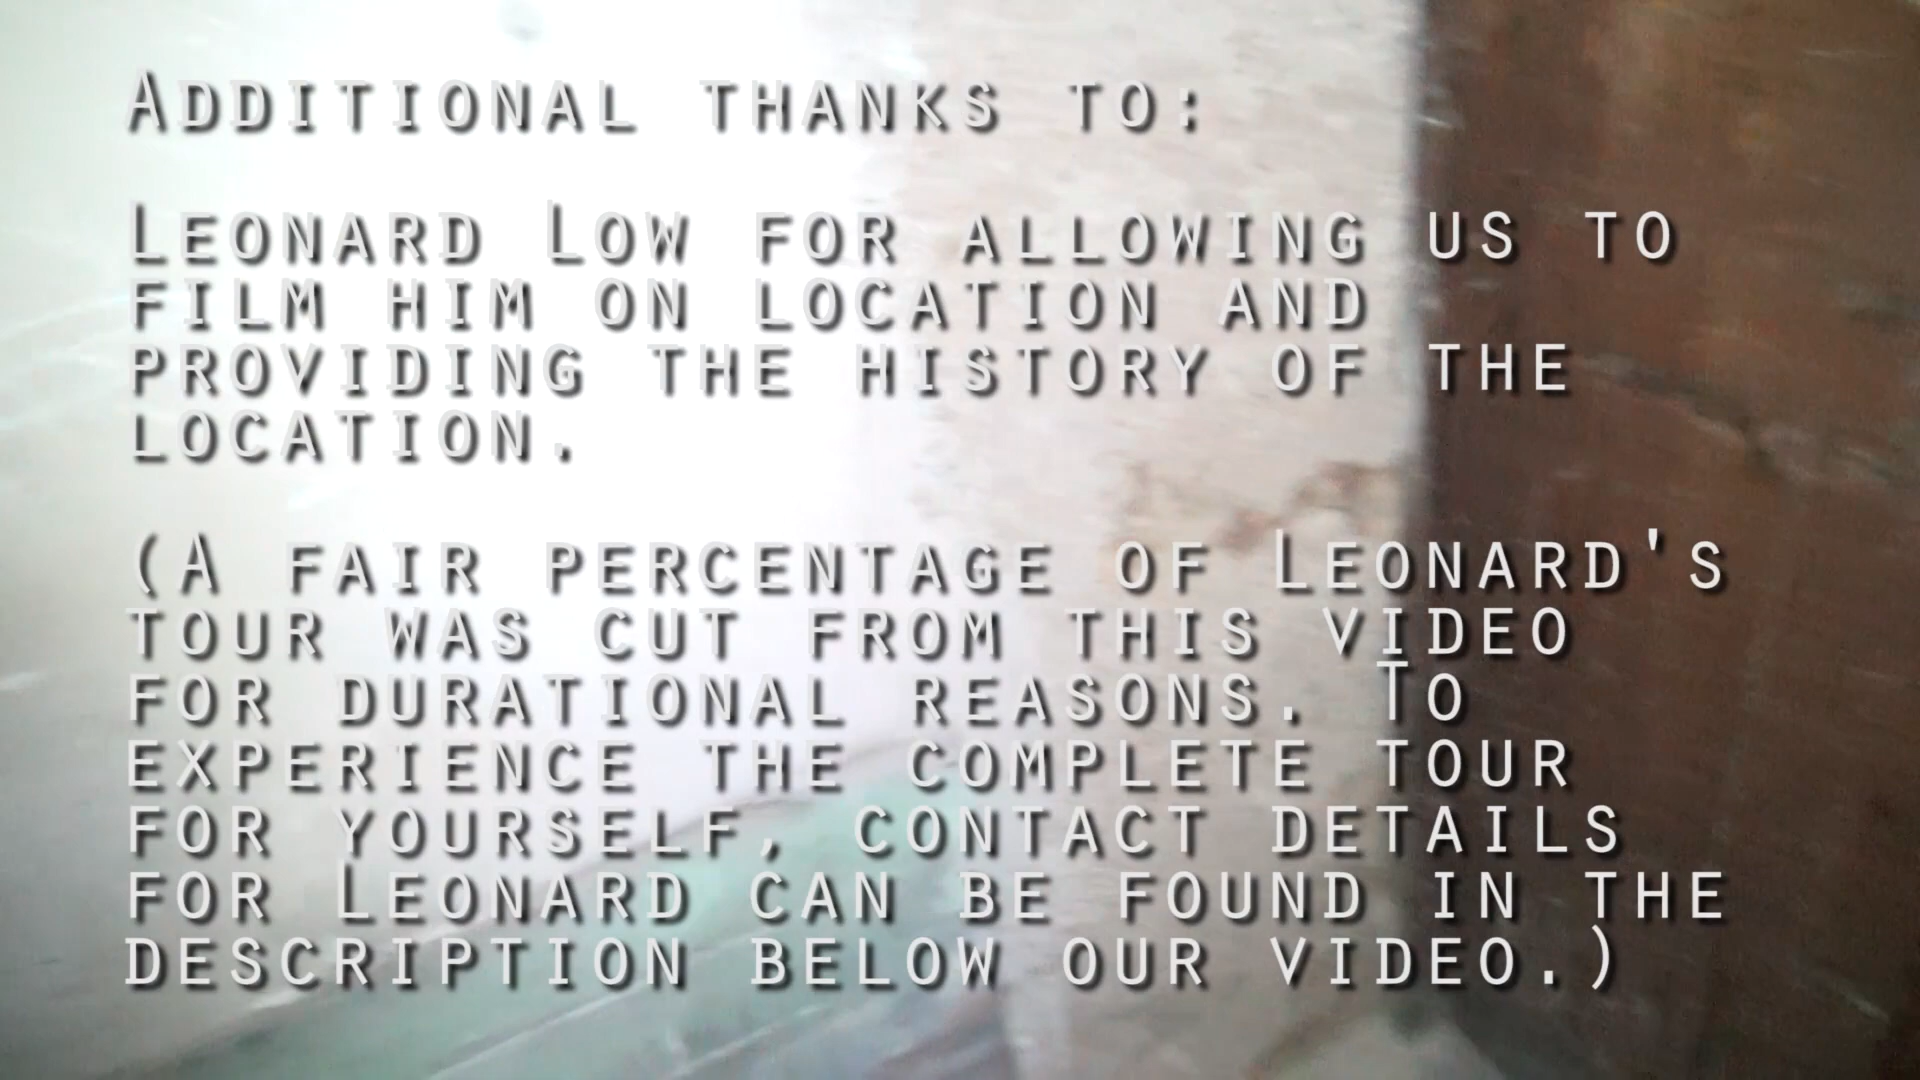 Additional thanks to:
Leonard Low for allowing us to
film him on location and
providing the history of the
location.
(A fair percentage of Leonard's
tour was cut from this video
for durational reasons. To
experience the complete tour
for yourself, contact details
for Leonard can be found in the
description below our video.)